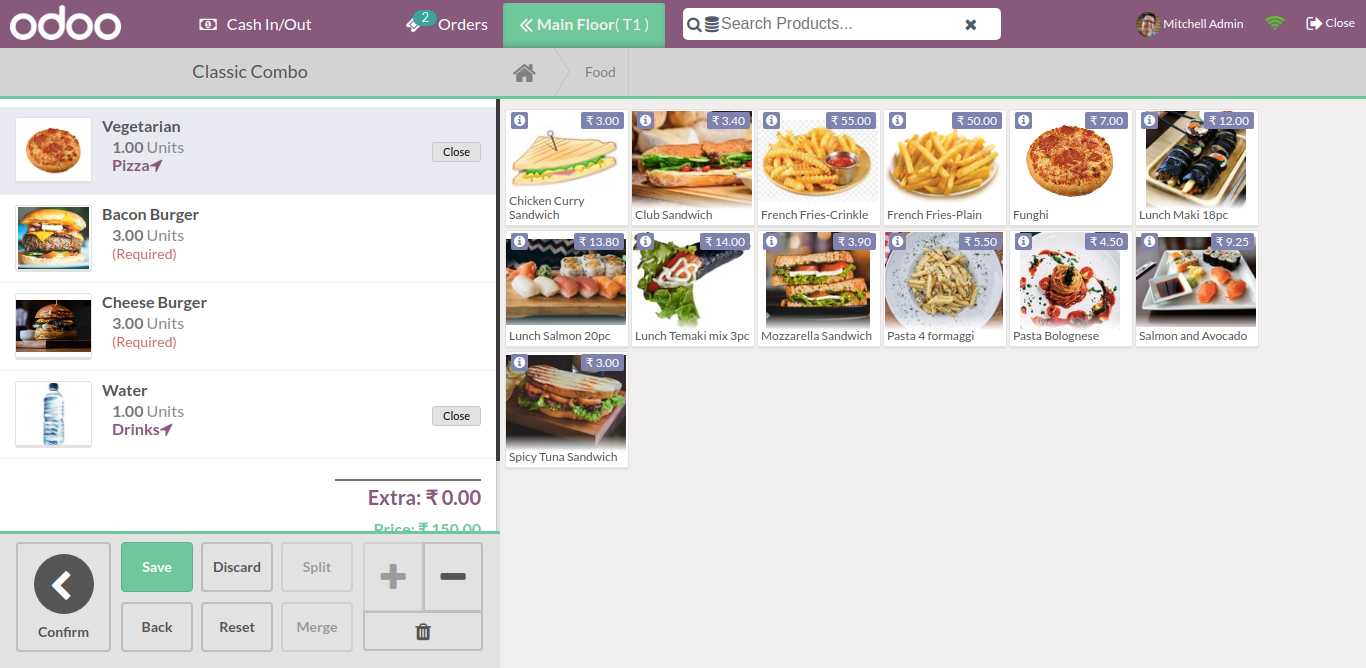 odoo
Cash In/Out
2
Orders
Main Floor( T1 )
Search Products...
Mitchell Admin
Close
Classic Combo
Food
Vegetarian
1.00 Units
Pizza
Close
Bacon Burger
3.00 Units
(Required)
Cheese Burger
3.00 Units
(Required)
Water
1.00 Units
Drinks
Close
Extra: ₹ 0.00
Price: ₹ 150.00
Confirm
Save
Discard
Split
Back
Reset
Merge
₹ 3.00
Chicken Curry
Sandwich
₹ 3.40
Club Sandwich
₹ 55.00
French Fries-Crinkle
₹ 50.00
French Fries-Plain
₹ 7.00
Funghi
₹ 12.00
Lunch Maki 18pc
₹ 13.80
Lunch Salmon 20pc
₹ 14.00
Lunch Temaki mix 3pc
₹ 3.90
Mozzarella Sandwich
₹ 5.50
Pasta 4 formaggi
₹ 4.50
Pasta Bolognese
₹ 9.25
Salmon and Avocado
₹ 3.00
Spicy Tuna Sandwich